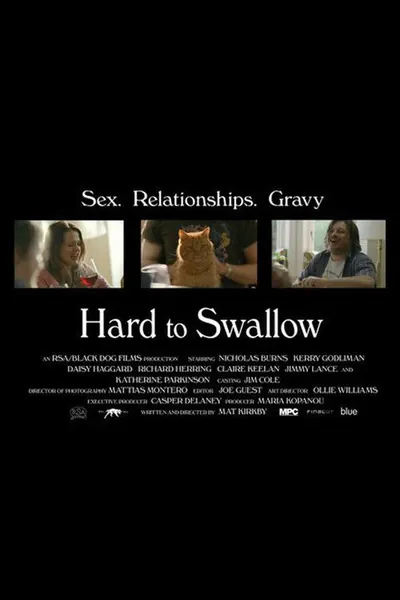 Sex. Relationships. Gravy
Hard to Swallow
AN RSA/BLACK DOG FILMS PRODUCTION STARRING NICHOLAS BURNS KERRY GODLIMAN
DAISY HAGGARD RICHARD HERRING CLAIRE KEELAN JIMMY LANCE AND
KATHERINE PARKINSON CASTING JIM COLE
DIRECTOR OF PHOTOGRAPHY MATTIAS MONTERO EDITOR JOE GUEST ART DIRECTOR OLLIE WILLIAMS
EXECUTIVE PRODUCER CASPER DELANEY PRODUCER MARIA KOPANOU
RSA WRITTEN AND DIRECTED BY MAT KIRBY MPC FINALCUT blue